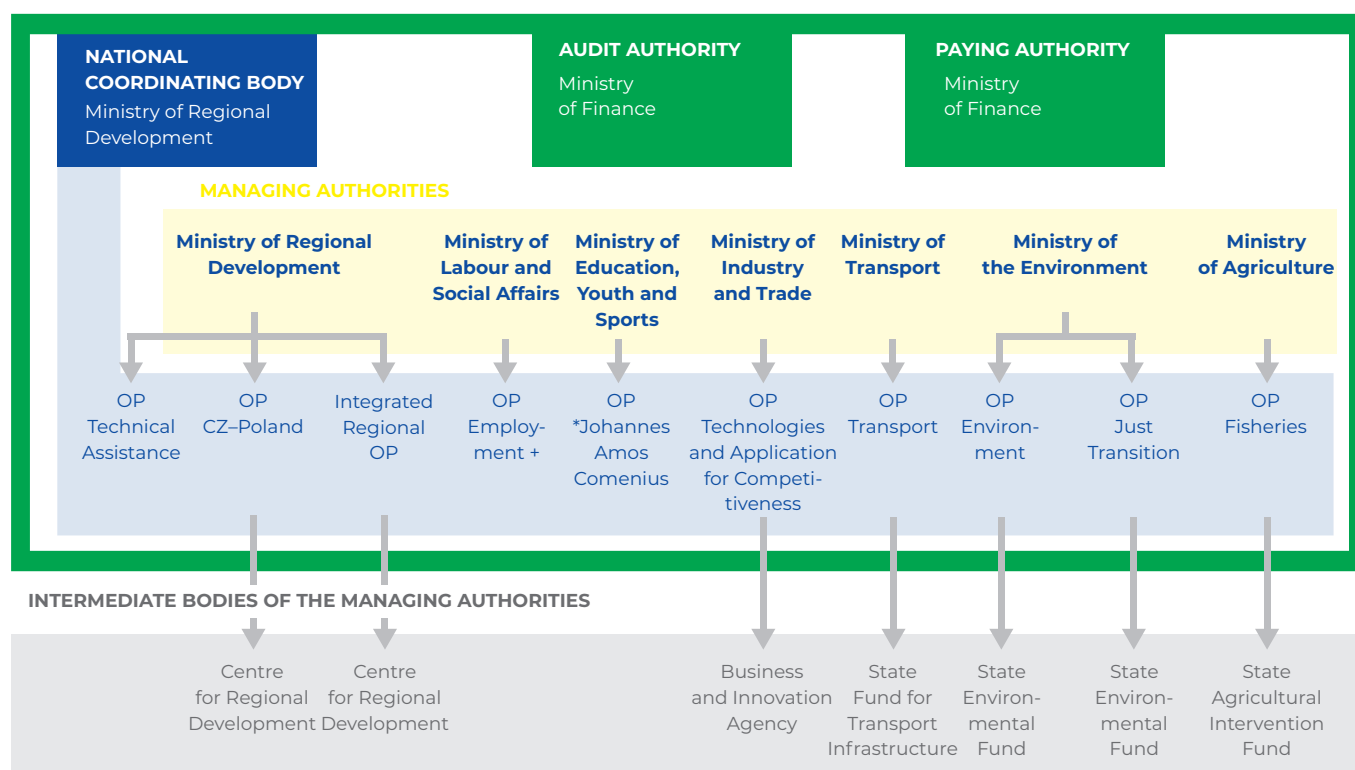 NATIONAL
COORDINATING BODY
Ministry of Regional
Development
AUDIT AUTHORITY
Ministry
of Finance
PAYING AUTHORITY
Ministry
of Finance
MANAGING AUTHORITIES
Ministry of Regional
Development
Ministry of
Labour and
Social Affairs
Ministry of
Education,
Youth and
Sports
Ministry of
Industry
and Trade
Ministry of
Transport
Ministry of
the Environment
Ministry
of Agriculture
OP
Technical
Assistance
OP
CZ–Poland
Integrated
Regional
OP
OP
Employ-
ment +
OP
*Johannes
Amos
Comenius
OP
Technologies
and Application
for Competi-
tiveness
OP
Transport
OP
Environ-
ment
OP
Just
Transition
OP
Fisheries
INTERMEDIATE BODIES OF THE MANAGING AUTHORITIES
Centre
for Regional
Development
Centre
for Regional
Development
Business
and Innovation
Agency
State
Fund for
Transport
Infrastructure
State
Environ-
mental
Fund
State
Environ-
mental
Fund
State
Agricultural
Intervention
Fund